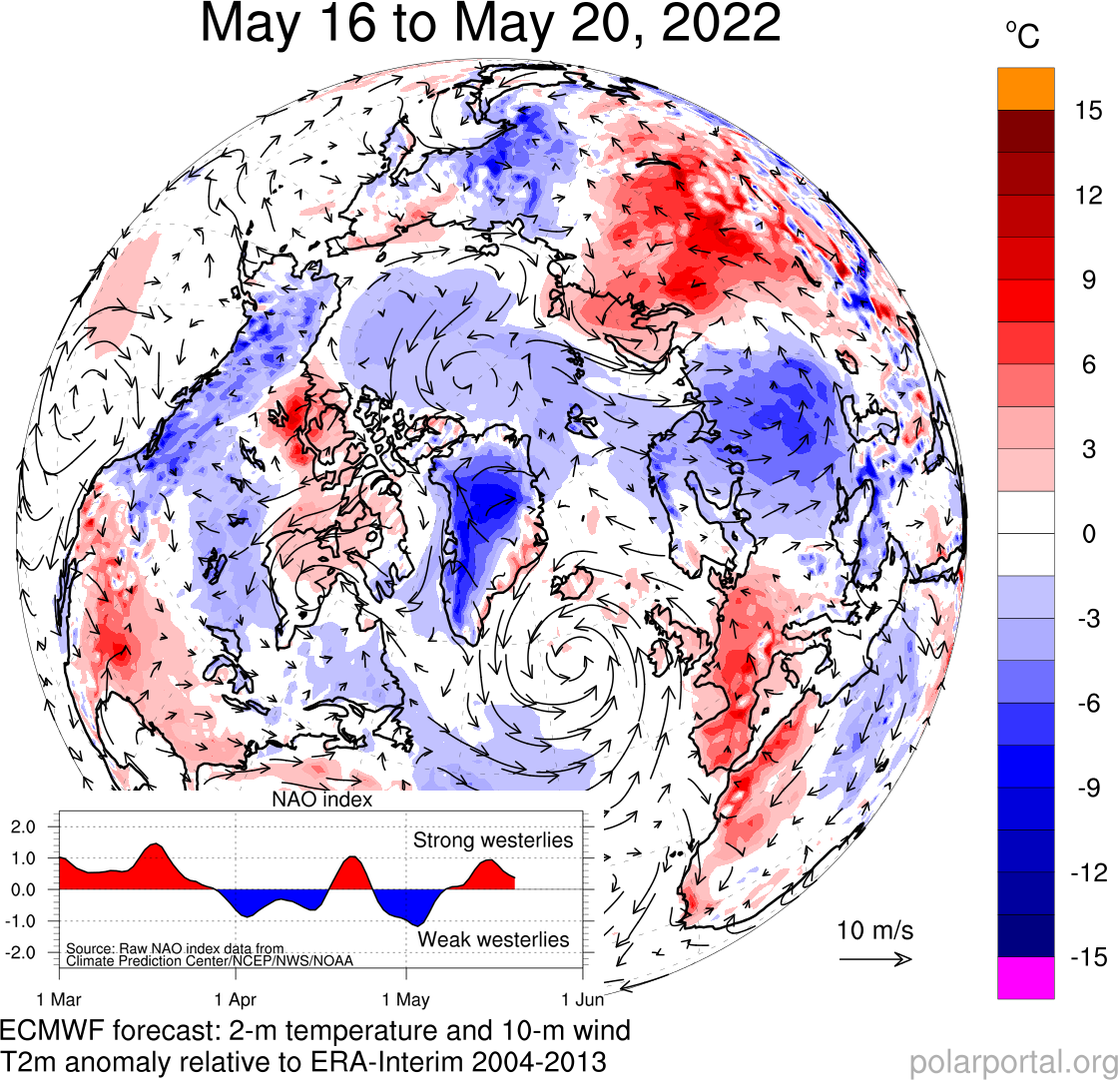 May 16 to May 20, 2022
°C
15
12
9
6
3
0
-3
-6
-9
-12
-15
10 m/s
NAO index
2.0
1.0
0.0
-1.0
-2.0
Strong westerlies
Weak westerlies
Source: Raw NAO index data from
Climate Prediction Center/NCEP/NWS/NOAA
1 Mar 1 Apr 1 May 1 Jun
ECMWF forecast: 2-m temperature and 10-m wind
T2m anomaly relative to ERA-Interim 2004-2013
polarportal.org